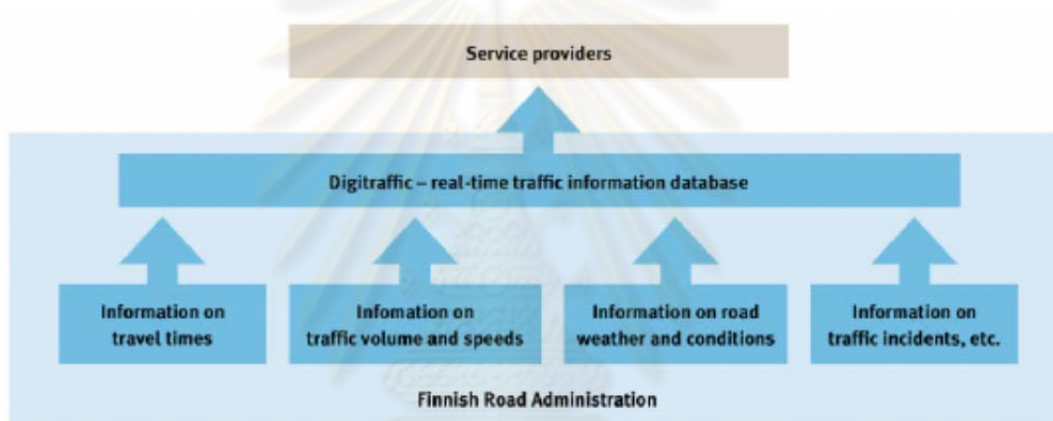 Service providers
Digitraffic – real-time traffic information database
Information on
travel times
Infomation on
traffic volume and speeds
Information on road
weather and conditions
Information on
traffic incidents, etc.
Finnish Road Administration